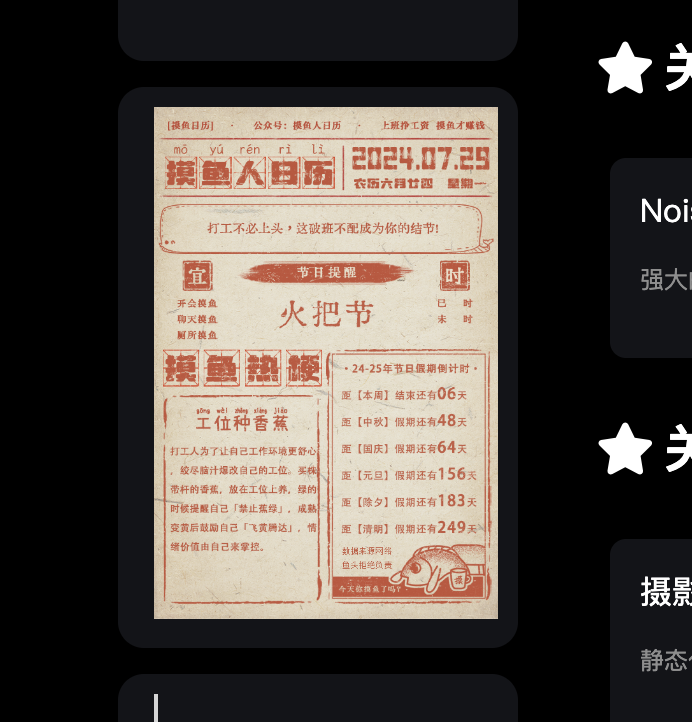 [摸鱼日历] · 公众号：摸鱼人日历 · 上班挣工资 摸鱼才赚钱
mō yú rén rì lì
摸鱼人日历
2024.07.29
农历六月廿四 星期一
打工不必上头，这破班不配成为你的结节!
宜
开会摸鱼
聊天摸鱼
厕所摸鱼
节日提醒
火把节
时
巳 时
未 时
摸鱼热梗
gōng wèi zhòng xiāng jiāo
工位种香蕉
打工人为了让自己工作环境更舒心
，绞尽脑汁爆改自己的工位。买株
带杆的香蕉，放在工位上养，绿的
时候提醒自己「禁止蕉绿」，成熟
变黄后鼓励自己「飞黄腾达」，情
绪价值由自己来掌控。
·24-25年节日假期倒计时·
距【本周】结束还有06天
距【中秋】假期还有48天
距【国庆】假期还有64天
距【元旦】假期还有156天
距【除夕】假期还有183天
距【清明】假期还有249天
数据来源网络
鱼头拒绝负责
今天你摸鱼了吗?
摸
Nois
强大
摄影
静态